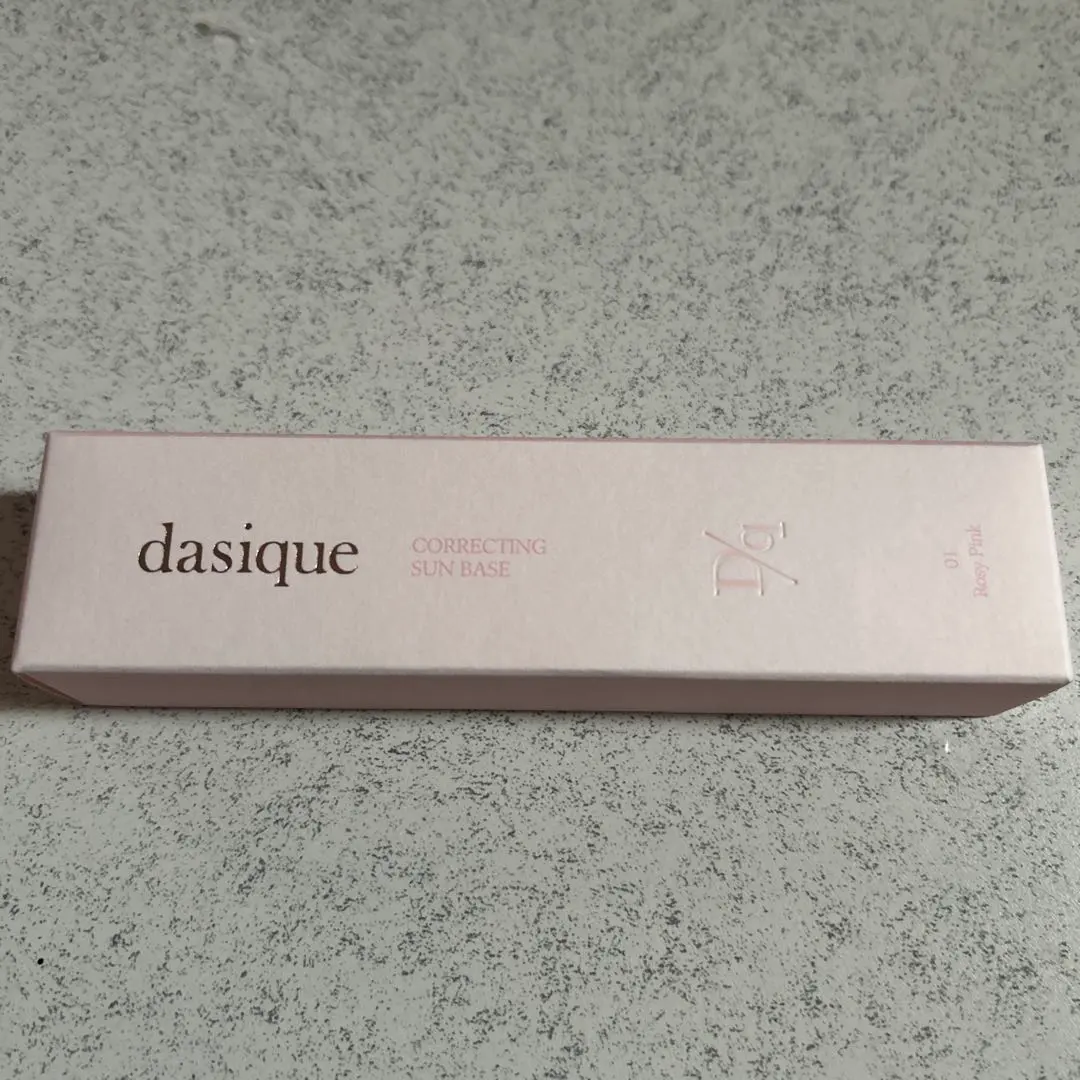 dasique
CORRECTING
SUN BASE
D/q
01
Rosy Pink